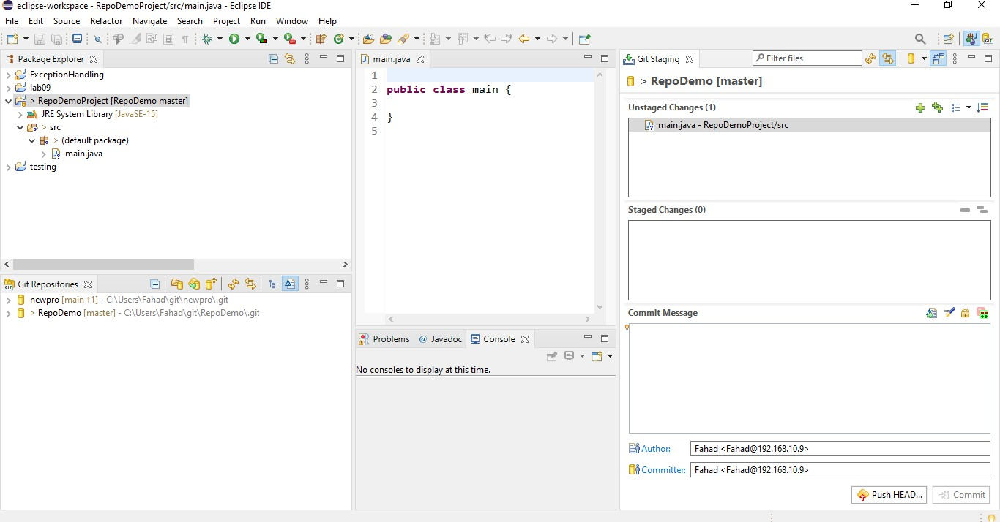 eclipse-workspace - RepoDemoProject/src/main.java - Eclipse IDE
File Edit Source Refactor Navigate Search Project Run Window Help
Package Explorer
ExceptionHandling
lab09
> RepoDemoProject [RepoDemo master]
JRE System Library [JavaSE-15]
> src
> (default package)
main.java
testing
Git Repositories
newpro [main ↑1] - C:\Users\Fahad\git\newpro\.git
> RepoDemo [master] - C:\Users\Fahad\git\RepoDemo\.git
main.java
1
2 public class main {
3
4 }
5
Problems @ Javadoc Console
No consoles to display at this time.
Git Staging
Filter files
> RepoDemo [master]
Unstaged Changes (1)
main.java - RepoDemoProject/src
Staged Changes (0)
Commit Message
Author: Fahad <Fahad@192.168.10.9>
Committer: Fahad <Fahad@192.168.10.9>
Push HEAD... Commit